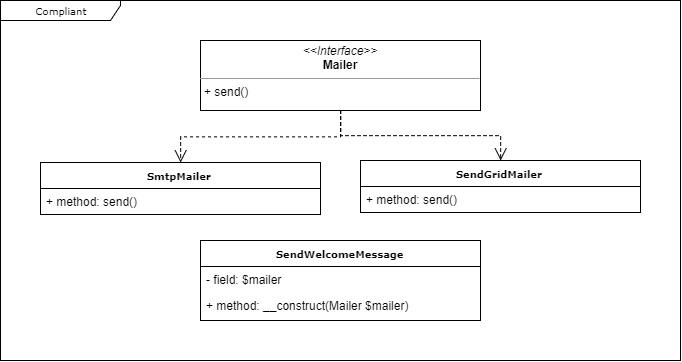 Compliant
<<Interface>>
Mailer
+ send()
SmtpMailer
+ method: send()
SendGridMailer
+ method: send()
SendWelcomeMessage
- field: $mailer
+ method: __construct(Mailer $mailer)